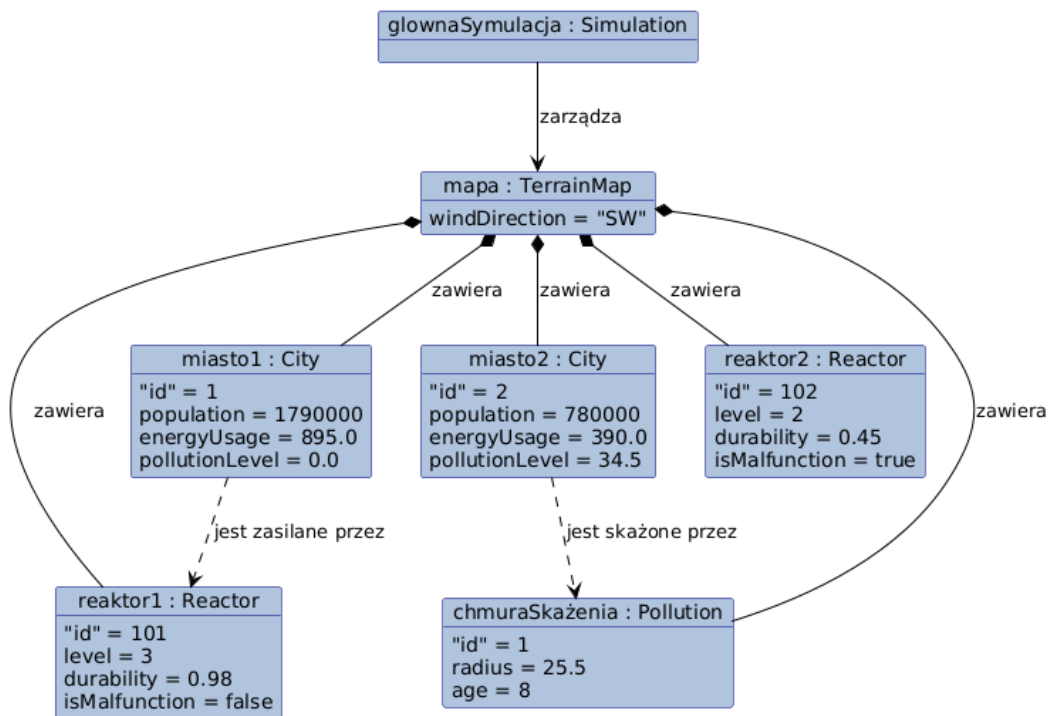 glownaSymulacja : Simulation
zarządza
mapa : TerrainMap
windDirection = "SW"
zawiera
zawiera
zawiera
miasto1 : City
"id" = 1
population = 1790000
energyUsage = 895.0
pollutionLevel = 0.0
miasto2 : City
"id" = 2
population = 780000
energyUsage = 390.0
pollutionLevel = 34.5
reaktor2 : Reactor
"id" = 102
level = 2
durability = 0.45
isMalfunction = true
zawiera
zawiera
jest zasilane przez
jest skażone przez
reaktor1 : Reactor
"id" = 101
level = 3
durability = 0.98
isMalfunction = false
chmuraSkażenia : Pollution
"id" = 1
radius = 25.5
age = 8